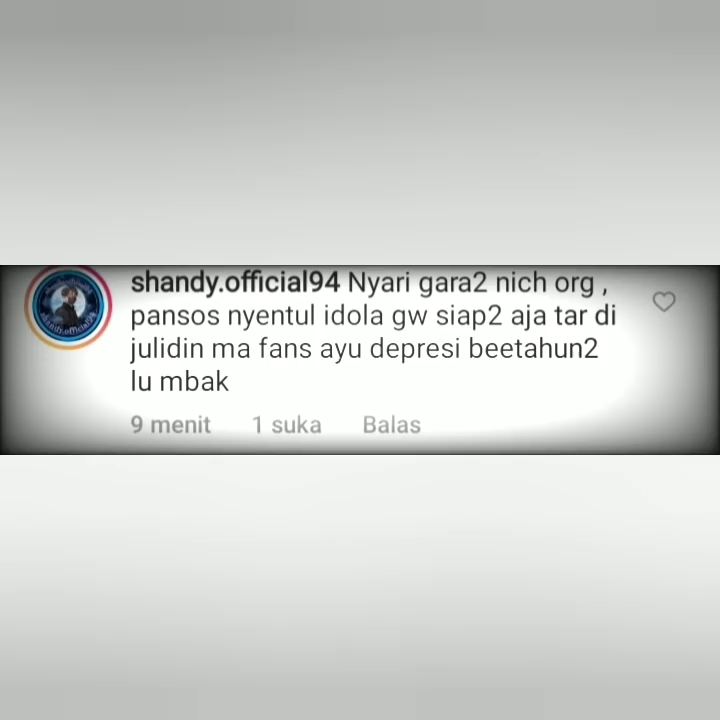 shandy.official94 Nyari gara2 nich org ,
pansos nyentul idola gw siap2 aja tar di
julidin ma fans ayu depresi beetahun2
lu mbak
9 menit 1 suka Balas